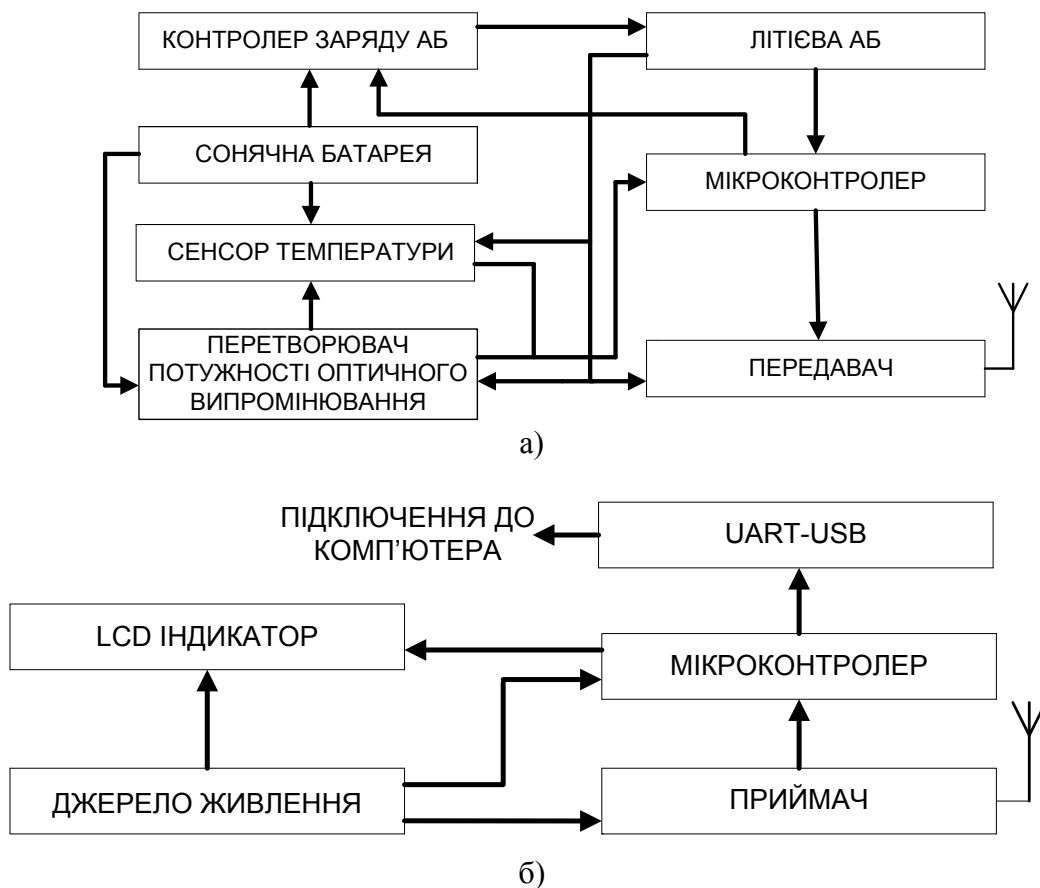 КОНТРОЛЕР ЗАРЯДУ АБ
ЛІТІЄВА АБ
СОНЯЧНА БАТАРЕЯ
МІКРОКОНТРОЛЕР
СЕНСОР ТЕМПЕРАТУРИ
ПЕРЕТВОРЮВАЧ
ПОТУЖНОСТІ ОПТИЧНОГО
ВИПРОМІНЮВАННЯ
ПЕРЕДАВАЧ
а)
ПІДКЛЮЧЕННЯ ДО
КОМП’ЮТЕРА
UART-USB
LCD ІНДИКАТОР
МІКРОКОНТРОЛЕР
ДЖЕРЕЛО ЖИВЛЕННЯ
ПРИЙМАЧ
б)